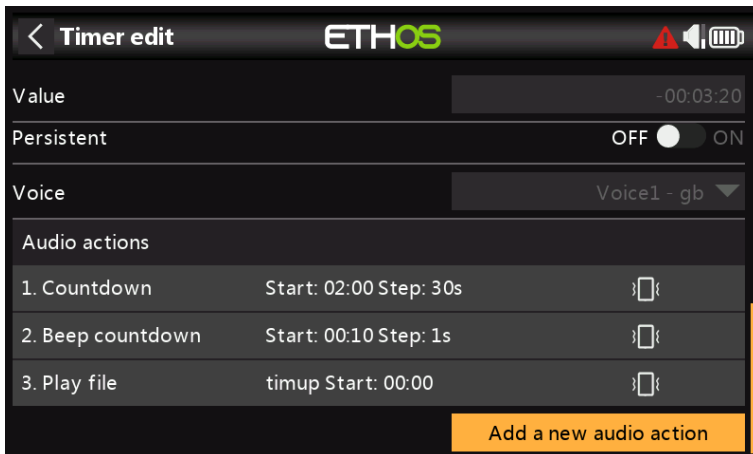 Timer edit ETHOS
Value -00:03:20
Persistent OFF ON
Voice Voice1 - gb
Audio actions
1. Countdown Start: 02:00 Step: 30s
2. Beep countdown Start: 00:10 Step: 1s
3. Play file timup Start: 00:00
Add a new audio action